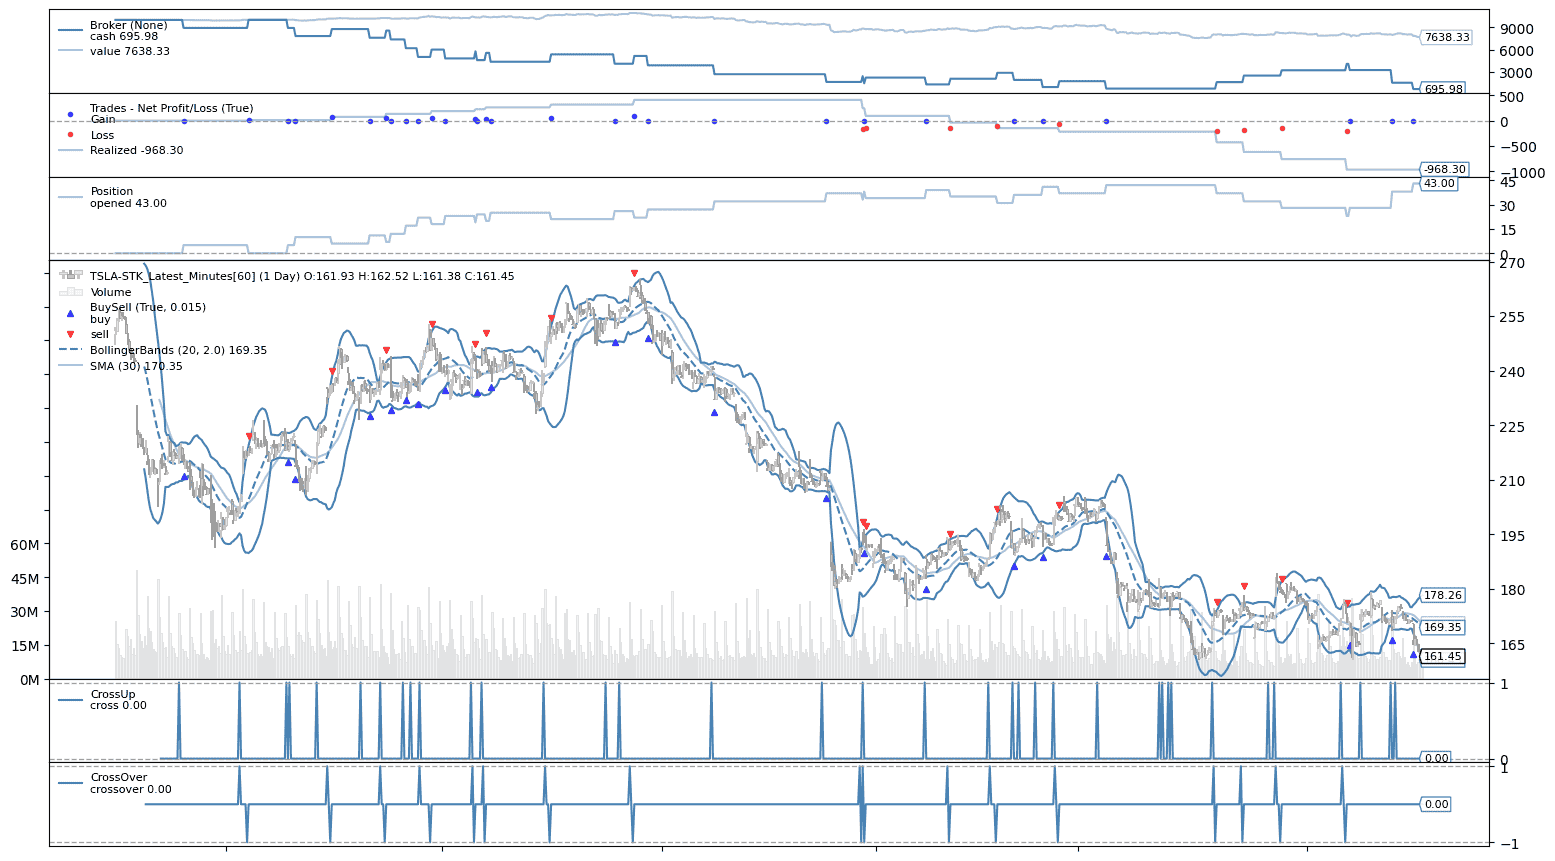 Broker (None)
cash 695.98
value 7638.33
9000
6000
3000
7638.33
695.98
Trades - Net Profit/Loss (True)
Gain
Loss
Realized -968.30
500
0
-500
-1000
-968.30
Position
opened 43.00
45
30
15
0
43.00
TSLA-STK_Latest_Minutes[60] (1 Day) O:161.93 H:162.52 L:161.38 C:161.45
Volume
BuySell (True, 0.015)
buy
sell
BollingerBands (20, 2.0) 169.35
SMA (30) 170.35
270
255
240
225
210
195
180
165
60M
45M
30M
15M
0M
178.26
169.35
161.45
CrossUp
cross 0.00
1
0
0.00
CrossOver
crossover 0.00
1
0.00
−1